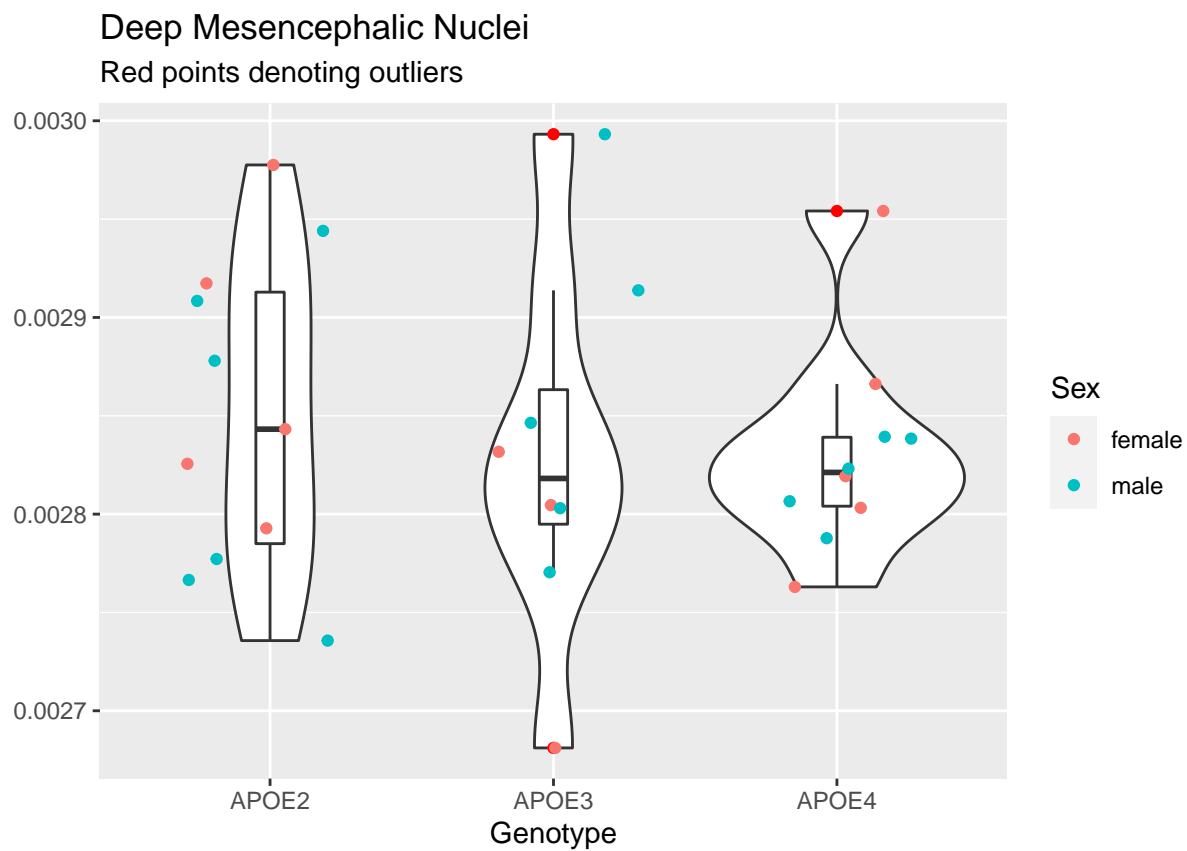 Deep Mesencephalic Nuclei
Red points denoting outliers
0.0030
0.0029
0.0028
0.0027
APOE2 APOE3 APOE4
Genotype
Sex
female
male